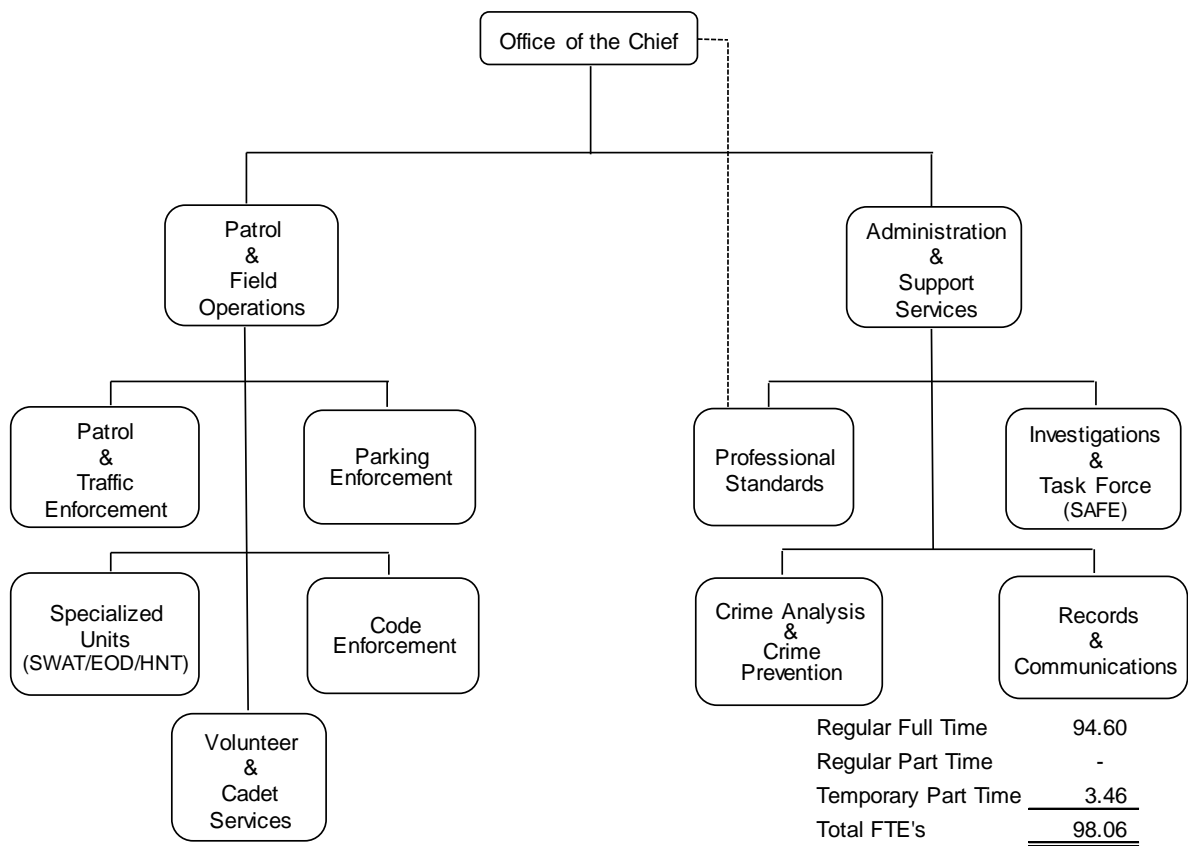 Office of the Chief
Patrol
&
Field
Operations
Administration
&
Support
Services
Patrol
&
Traffic
Enforcement
Parking
Enforcement
Professional
Standards
Investigations
&
Task Force
(SAFE)
Specialized
Units
(SWAT/EOD/HNT)
Code
Enforcement
Crime Analysis
&
Crime
Prevention
Records
&
Communications
Volunteer
&
Cadet
Services
Regular Full Time 94.60
Regular Part Time -
Temporary Part Time 3.46
Total FTE's 98.06